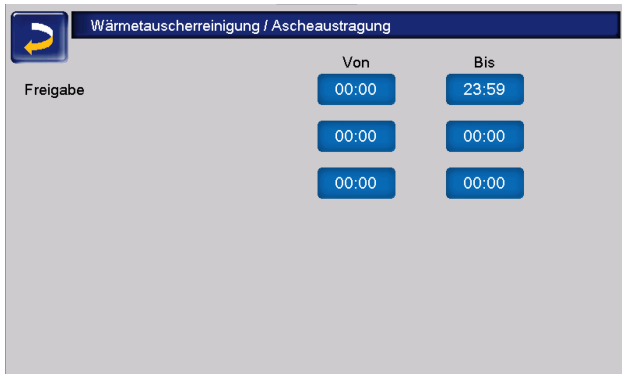 Wärmetauscherreinigung / Ascheaustragung
Von Bis
Freigabe 00:00 23:59
00:00 00:00
00:00 00:00